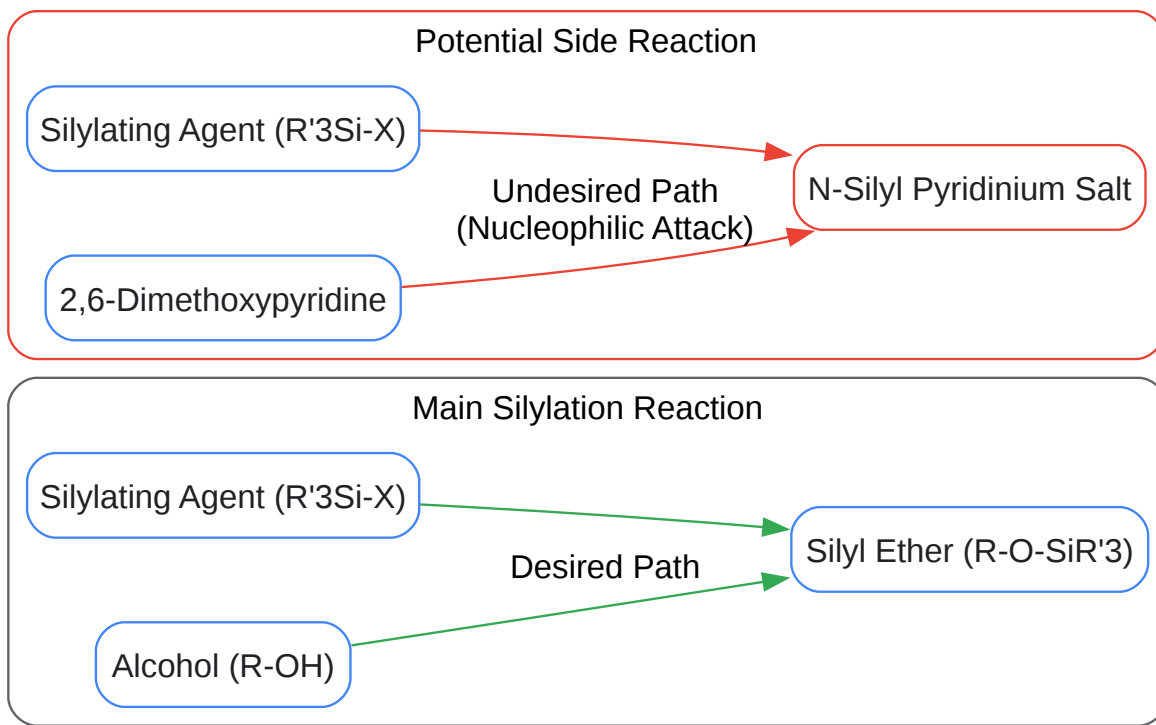 Potential Side Reaction
Silylating Agent (R'3Si-X)
N-Silyl Pyridinium Salt
Undesired Path
(Nucleophilic Attack)
2,6-Dimethoxypyridine
Main Silylation Reaction
Silylating Agent (R'3Si-X)
Silyl Ether (R-O-SiR'3)
Desired Path
Alcohol (R-OH)